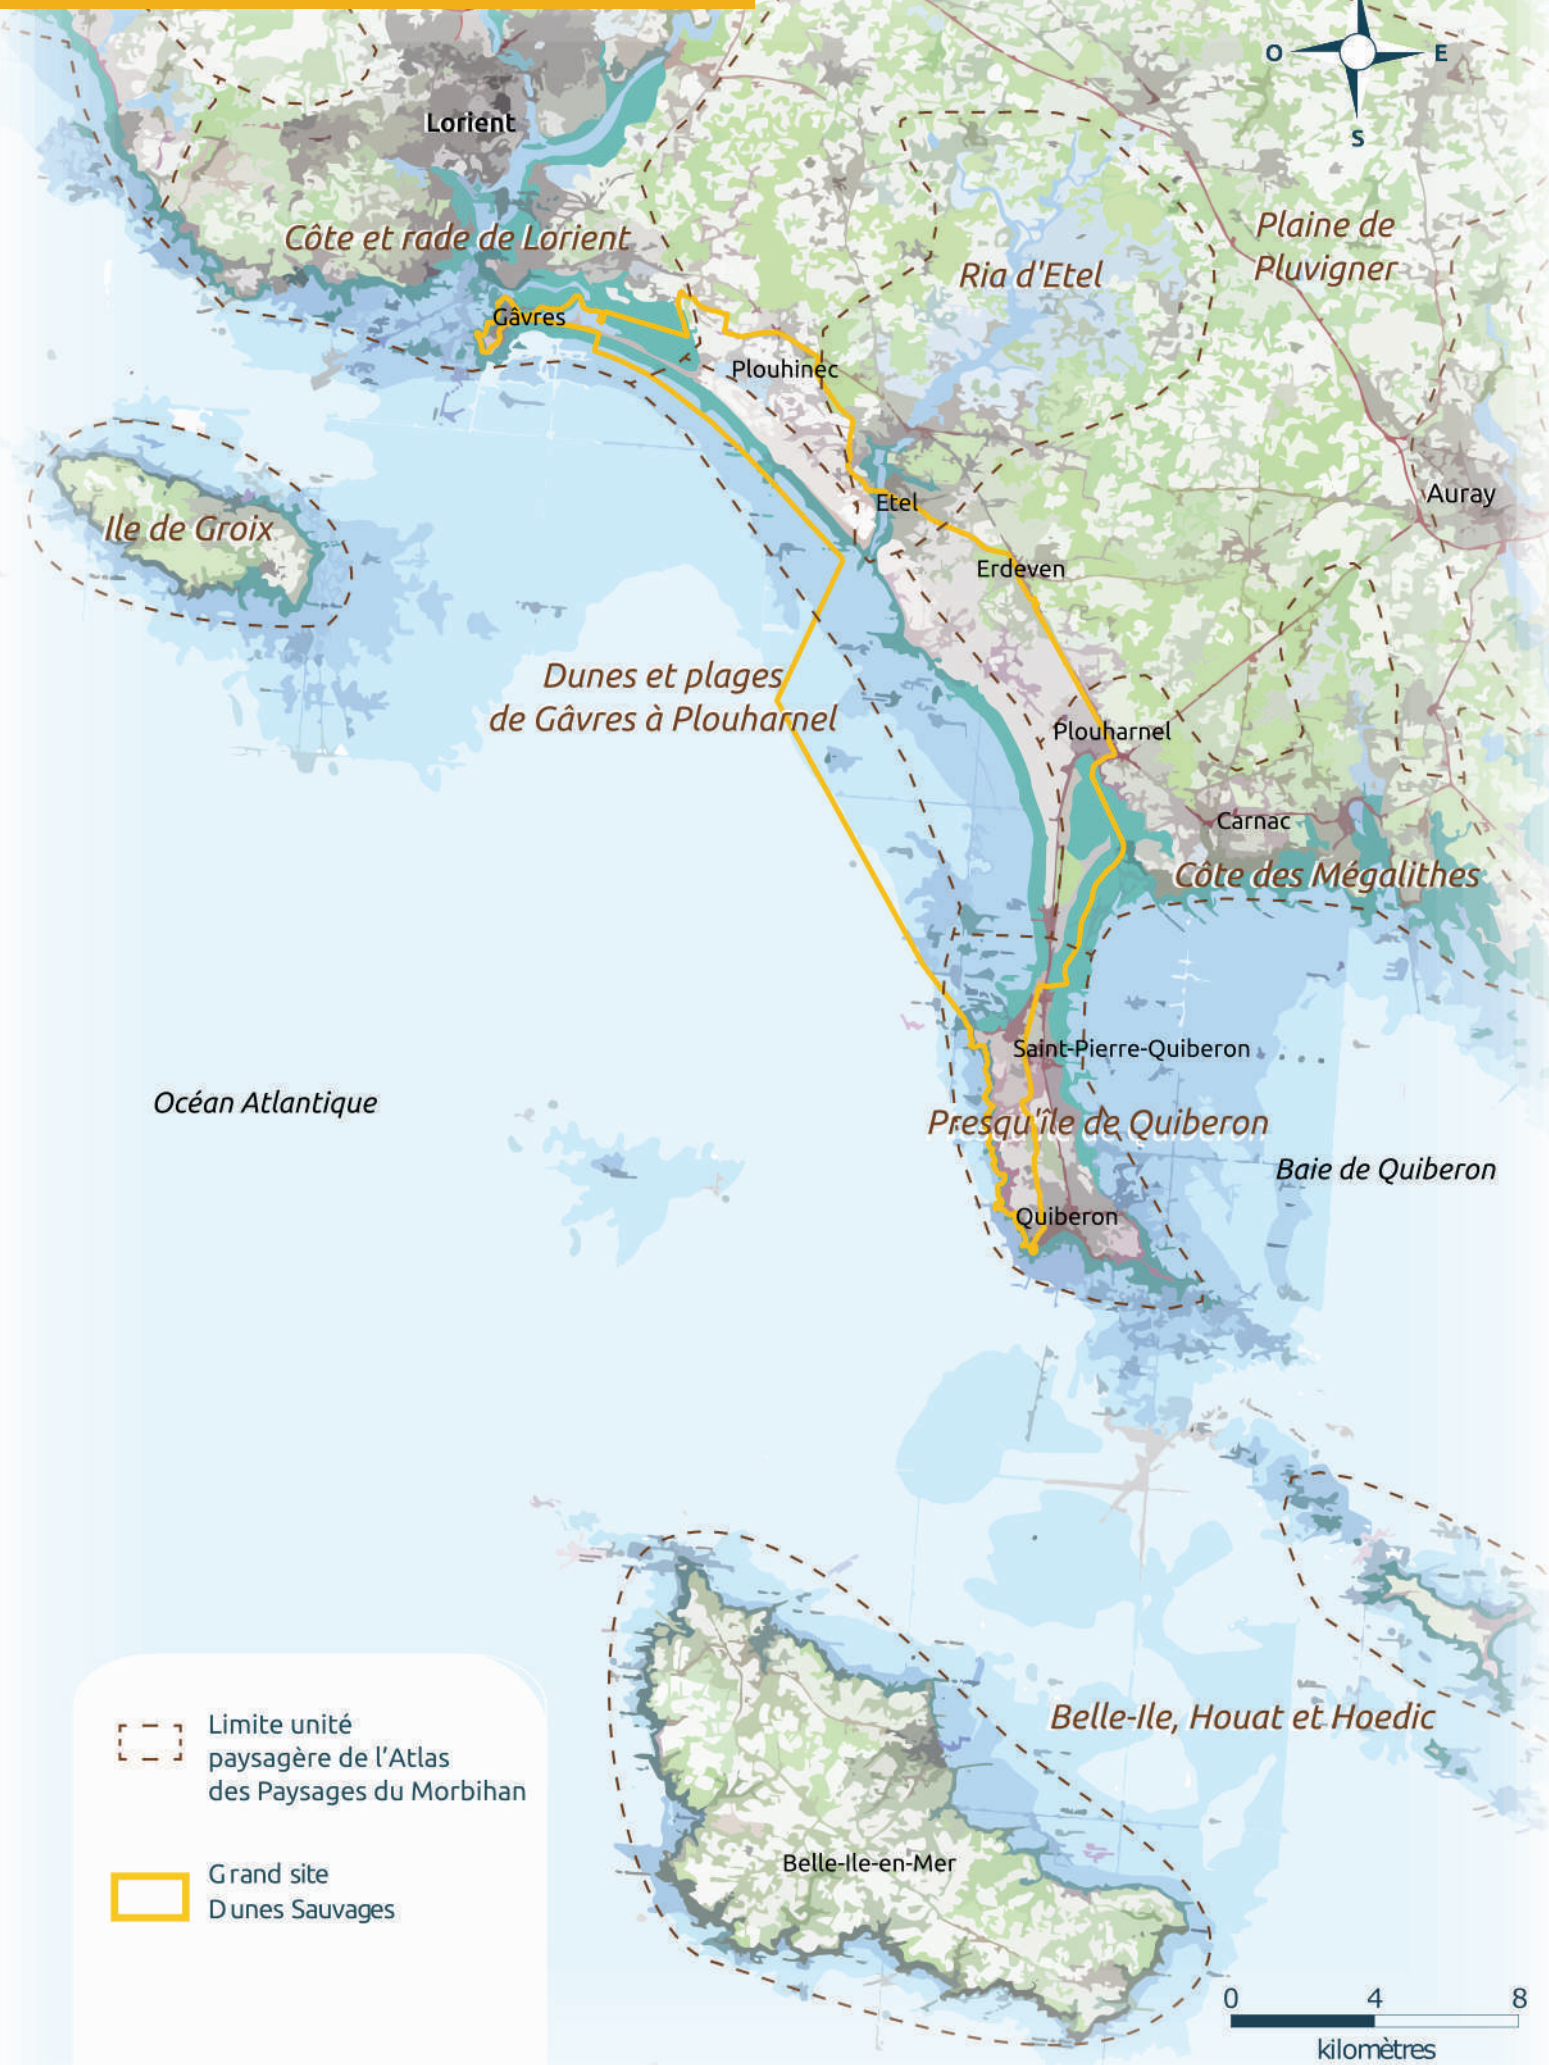 O
E
S
Lorient
Côte et rade de Lorient
Plaine de
Pluvigner
Ria d'Etel
Gâvres
Plouhinec
Auray
Etel
Ile de Groix
Erdeven
Dunes et plages
de Gâvres à Plouharnel
Plouharnel
Carnac
Côte des Mégalithes
Saint-Pierre-Quiberon
Océan Atlantique
Presqu'île de Quiberon
Baie de Quiberon
Quiberon
Belle-Ile, Houat et Hoedic
Belle-Ile-en-Mer
Limite unité
paysagère de l'Atlas
des Paysages du Morbihan
Grand site
Dunes Sauvages
0 4 8
kilomètres